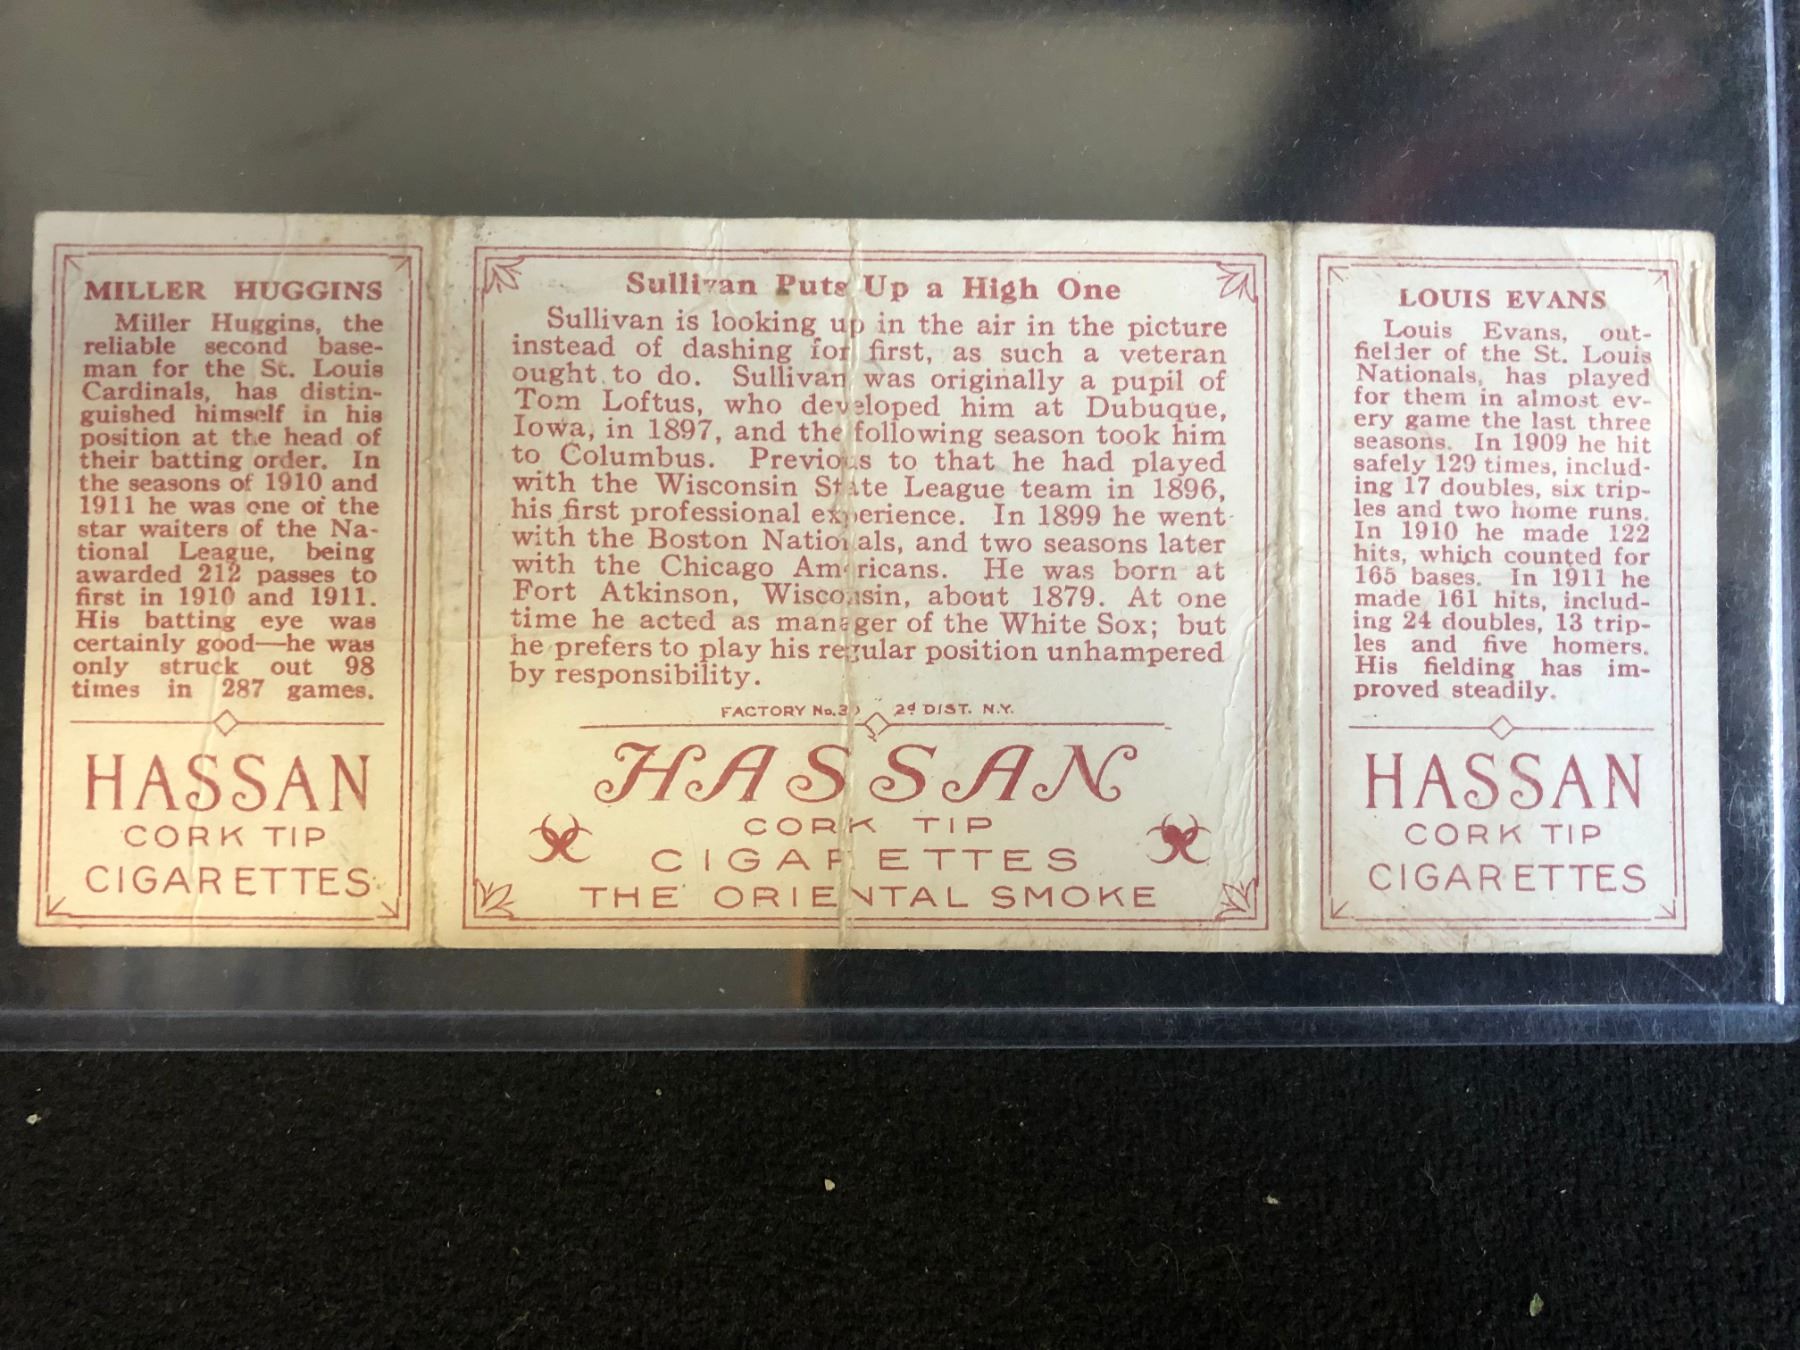 MILLER HUGGINS
Miller Huggins, the
reliable second base-
man for the St. Louis
Cardinals, has distin-
guished himself in his
position at the head of
their batting order. In
the seasons of 1910 and
1911 he was one of the
star waiters of the Na-
tional League, being
awarded 212 passes to
first in 1910 and 1911.
His batting eye was
certainly good—he was
only struck out 98
times in 287 games.
HASSAN
CORK TIP
CIGARETTES
Sullivan Puts Up a High One
Sullivan is looking up in the air in the picture
instead of dashing for first, as such a veteran
ought to do. Sullivan was originally a pupil of
Tom Loftus, who developed him at Dubuque,
Iowa, in 1897, and the following season took him
to Columbus. Previous to that he had played
with the Wisconsin State League team in 1896,
his first professional experience. In 1899 he went
with the Boston Nationals, and two seasons later
with the Chicago Americans. He was born at
Fort Atkinson, Wisconsin, about 1879. At one
time he acted as manager of the White Sox; but
he prefers to play his regular position unhampered
by responsibility.
FACTORY No. 30 2d DIST. N.Y.
HASSAN
CORK TIP
CIGARETTES
THE ORIENTAL SMOKE
LOUIS EVANS
Louis Evans, out-
fielder of the St. Louis
Nationals, has played
for them in almost ev-
ery game the last three
seasons. In 1909 he hit
safely 129 times, includ-
ing 17 doubles, six trip-
les and two home runs.
In 1910 he made 122
hits, which counted for
165 bases. In 1911 he
made 161 hits, includ-
ing 24 doubles, 13 trip-
les and five homers.
His fielding has im-
proved steadily.
HASSAN
CORK TIP
CIGARETTES